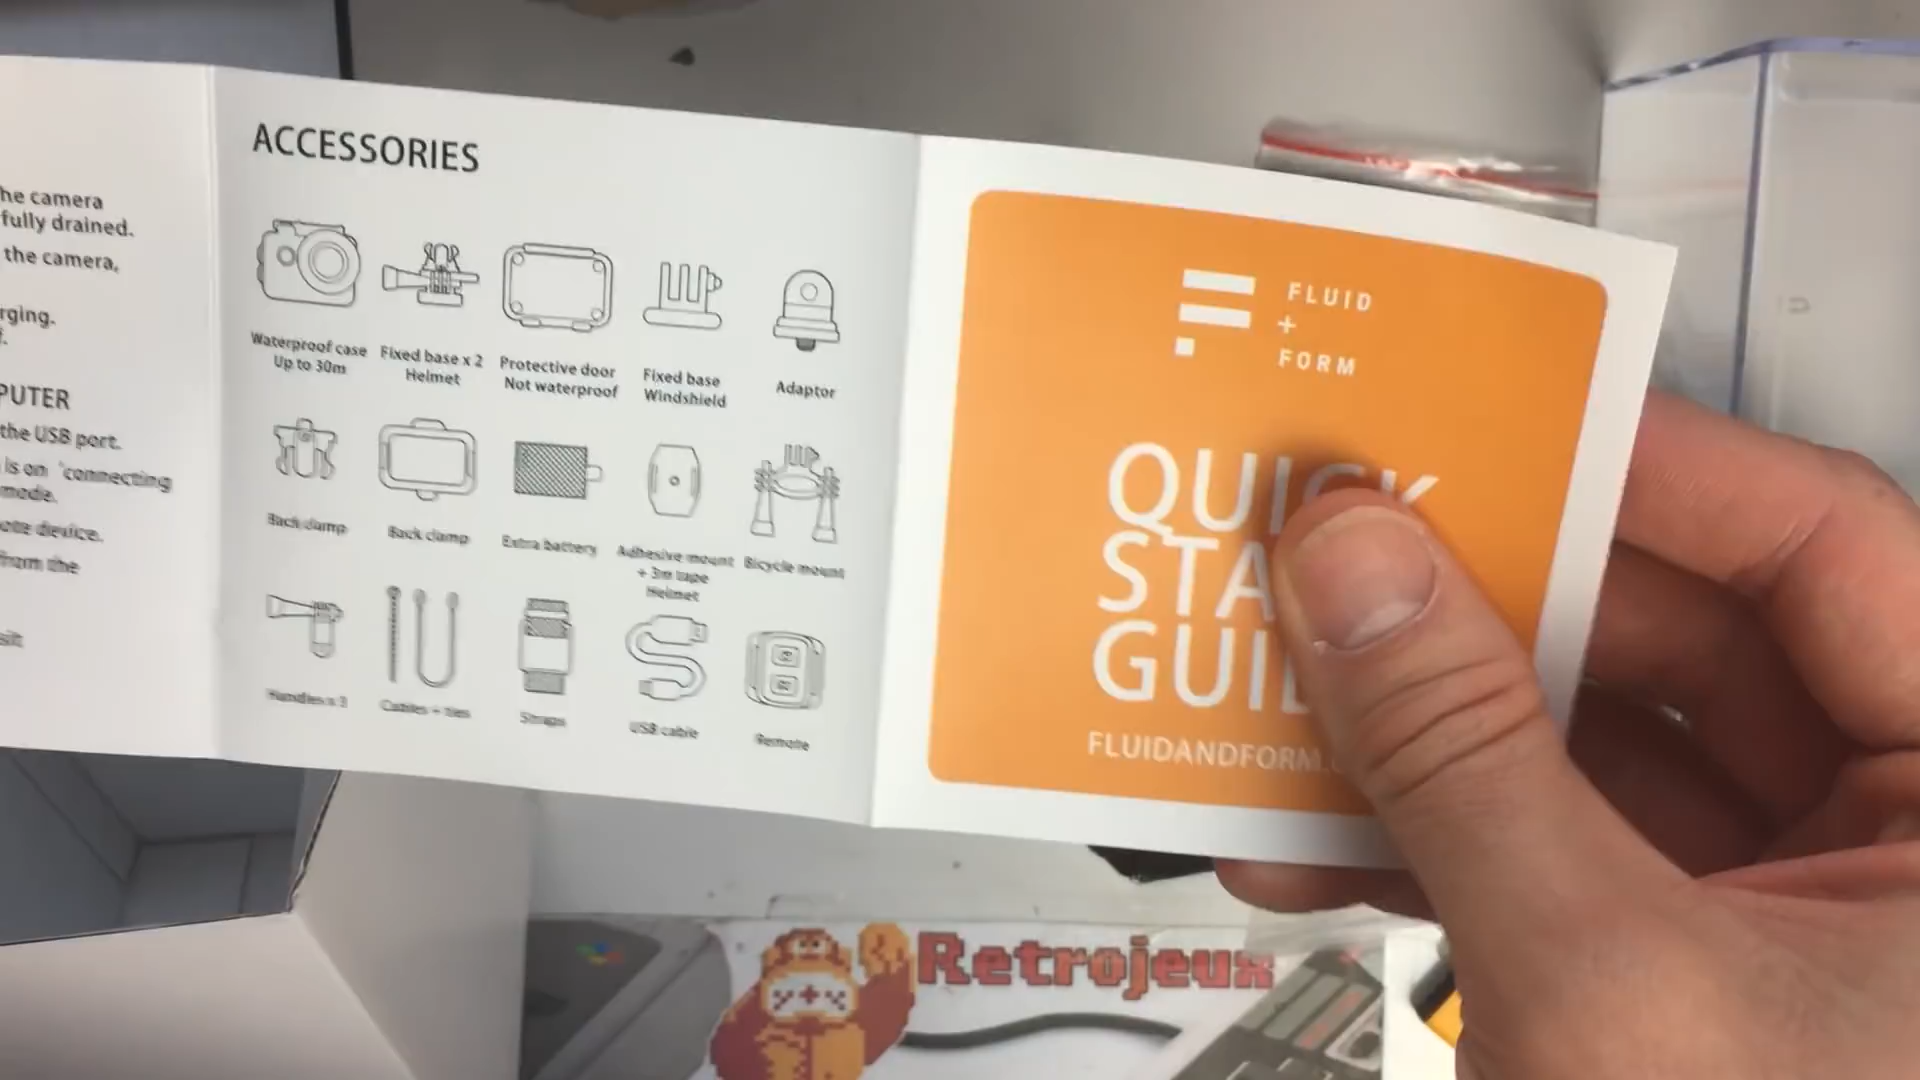 he camera
fully drained.
the camera,
rging.
PUTER
the USB port.
is on 'connecting
mode.
ote device.
from the
ACCESSORIES
Waterproof case
Up to 30m
Fixed base x 2
Helmet
Protective door
Not waterproof
Fixed base
Windshield
Adaptor
Back clamp
Back clamp
Extra battery
Adhesive mount
+ 3m tape
Helmet
Bicycle mount
Handles x 3
Cables + ties
Straps
USB cable
Remote
FLUID
+
FORM
QUICK
STA
GUI
FLUIDANDFORM.
Retrojeux